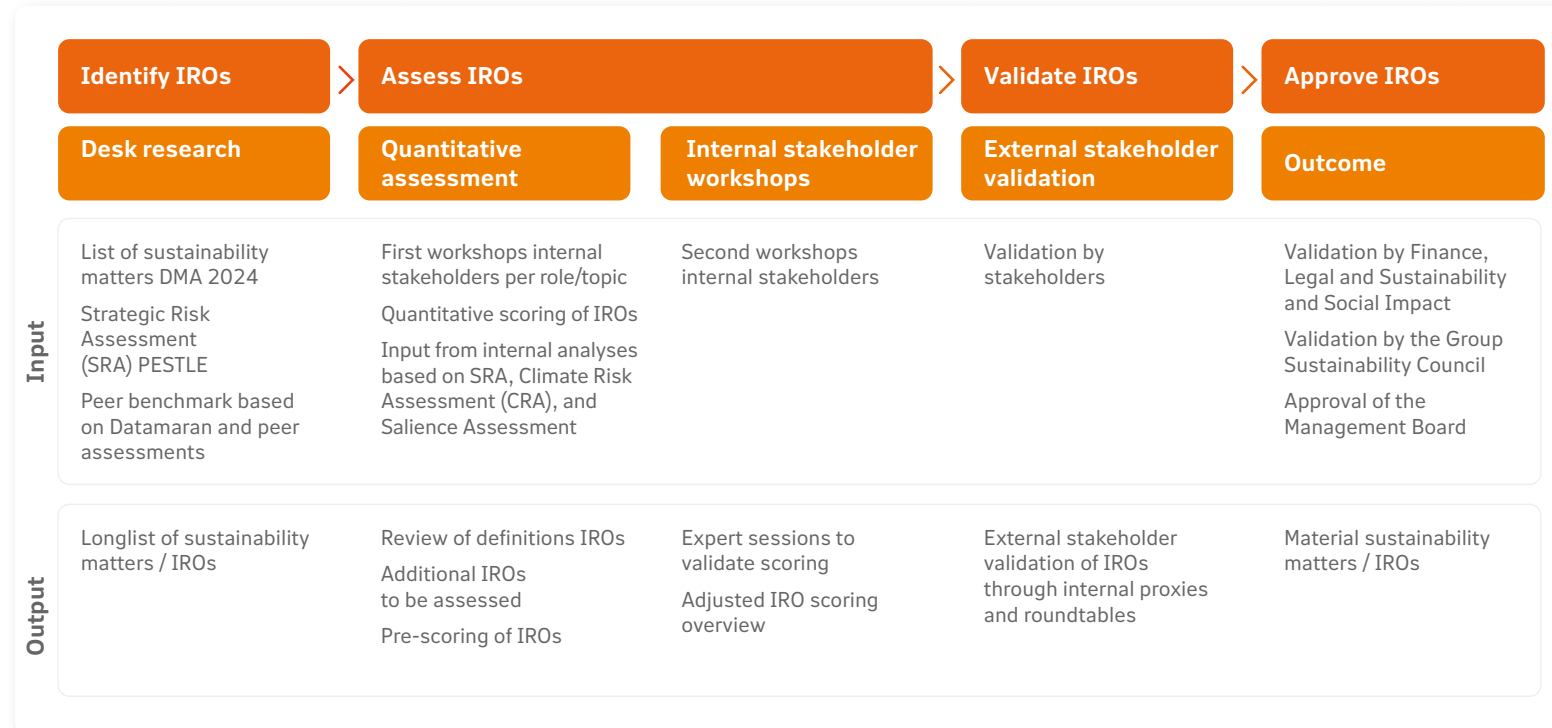 Identify IROs
Assess IROs
Validate IROs
Approve IROs
Desk research
Quantitative
assessment
Internal stakeholder
workshops
External stakeholder
validation
Outcome
Input
List of sustainability
matters DMA 2024
Strategic Risk
Assessment
(SRA) PESTLE
Peer benchmark based
on Datamaran and peer
assessments
First workshops internal
stakeholders per role/topic
Quantitative scoring of IROs
Input from internal analyses
based on SRA, Climate Risk
Assessment (CRA), and
Salience Assessment
Second workshops
internal stakeholders
Validation by
stakeholders
Validation by Finance,
Legal and Sustainability
and Social Impact
Validation by the Group
Sustainability Council
Approval of the
Management Board
Output
Longlist of sustainability
matters / IROs
Review of definitions IROs
Additional IROs
to be assessed
Pre-scoring of IROs
Expert sessions to
validate scoring
Adjusted IRO scoring
overview
External stakeholder
validation of IROs
through internal proxies
and roundtables
Material sustainability
matters / IROs